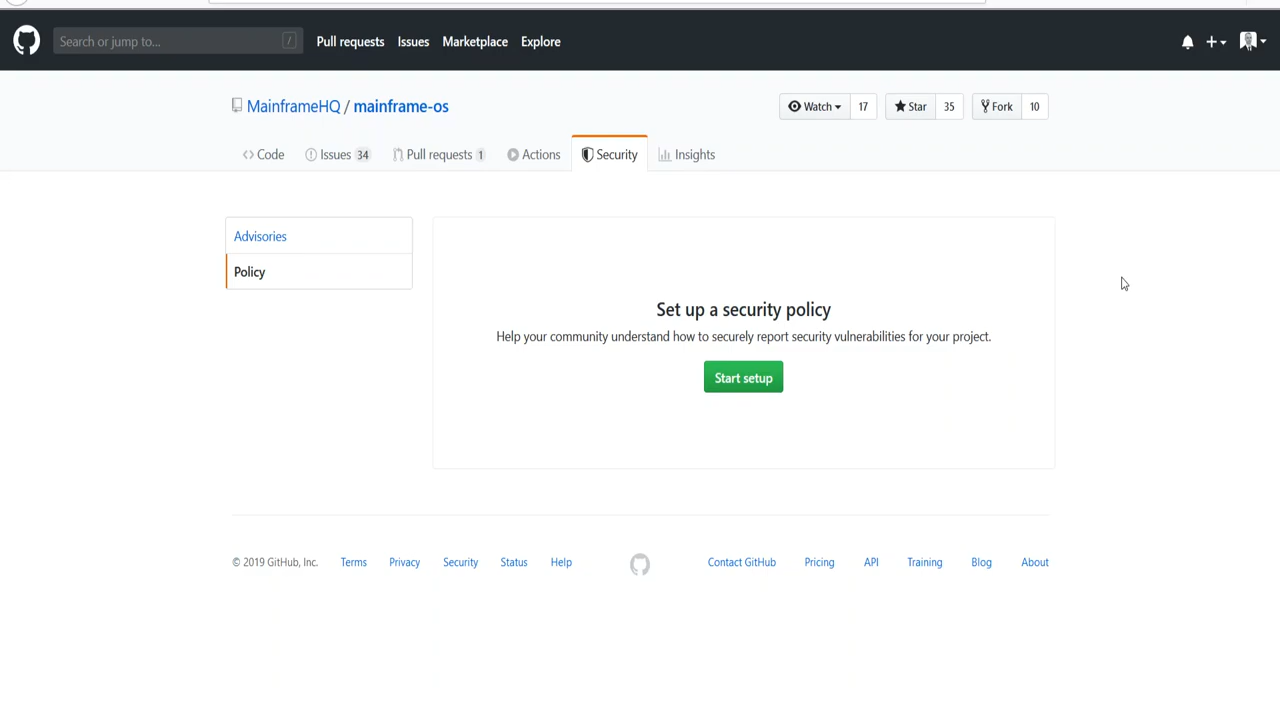 Search or jump to... /
Pull requests Issues Marketplace Explore
MainframeHQ / mainframe-os
Watch 17 Star 35 Fork 10
Code Issues 34 Pull requests 1 Actions Security Insights
Advisories
Policy
Set up a security policy
Help your community understand how to securely report security vulnerabilities for your project.
Start setup
© 2019 GitHub, Inc. Terms Privacy Security Status Help Contact GitHub Pricing API Training Blog About